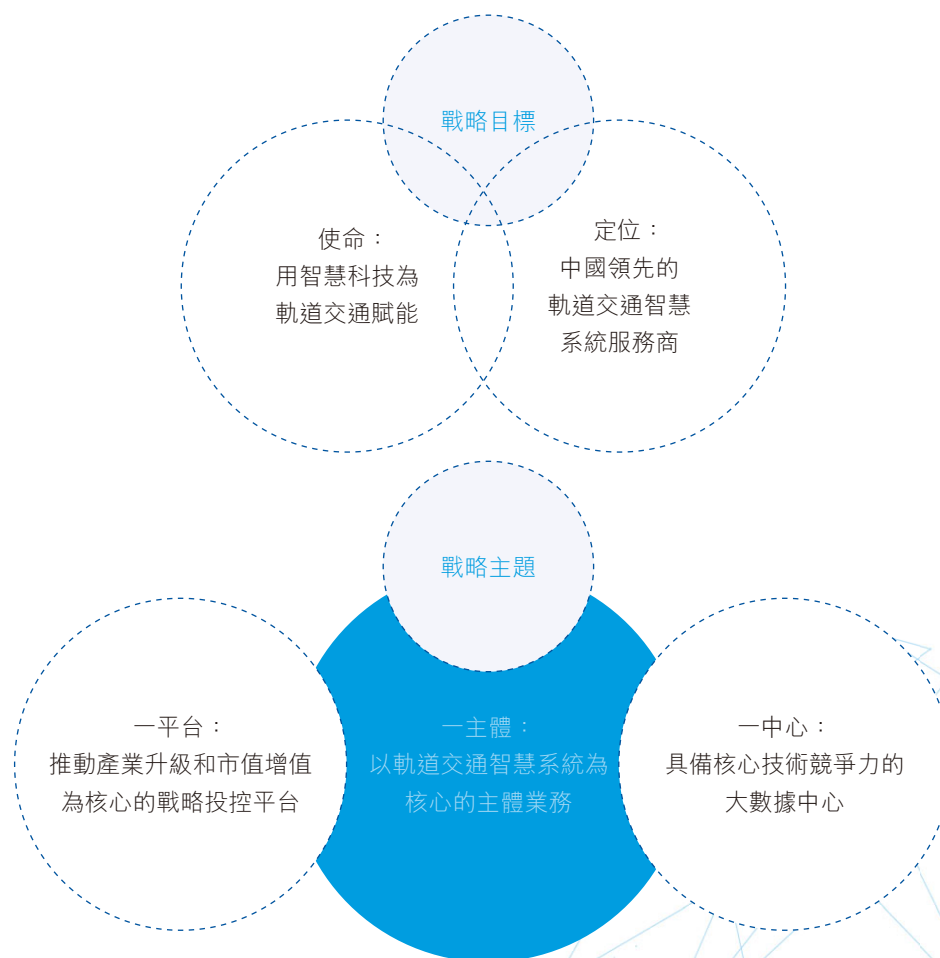 戰略目標
使命：
用智慧科技為
軌道交通賦能
定位：
中國領先的
軌道交通智慧
系統服務商
戰略主題
一平台：
推動產業升級和市值增值
為核心的戰略投控平台
一主體：
以軌道交通智慧系統為
核心的主體業務
一中心：
具備核心技術競爭力的
大數據中心